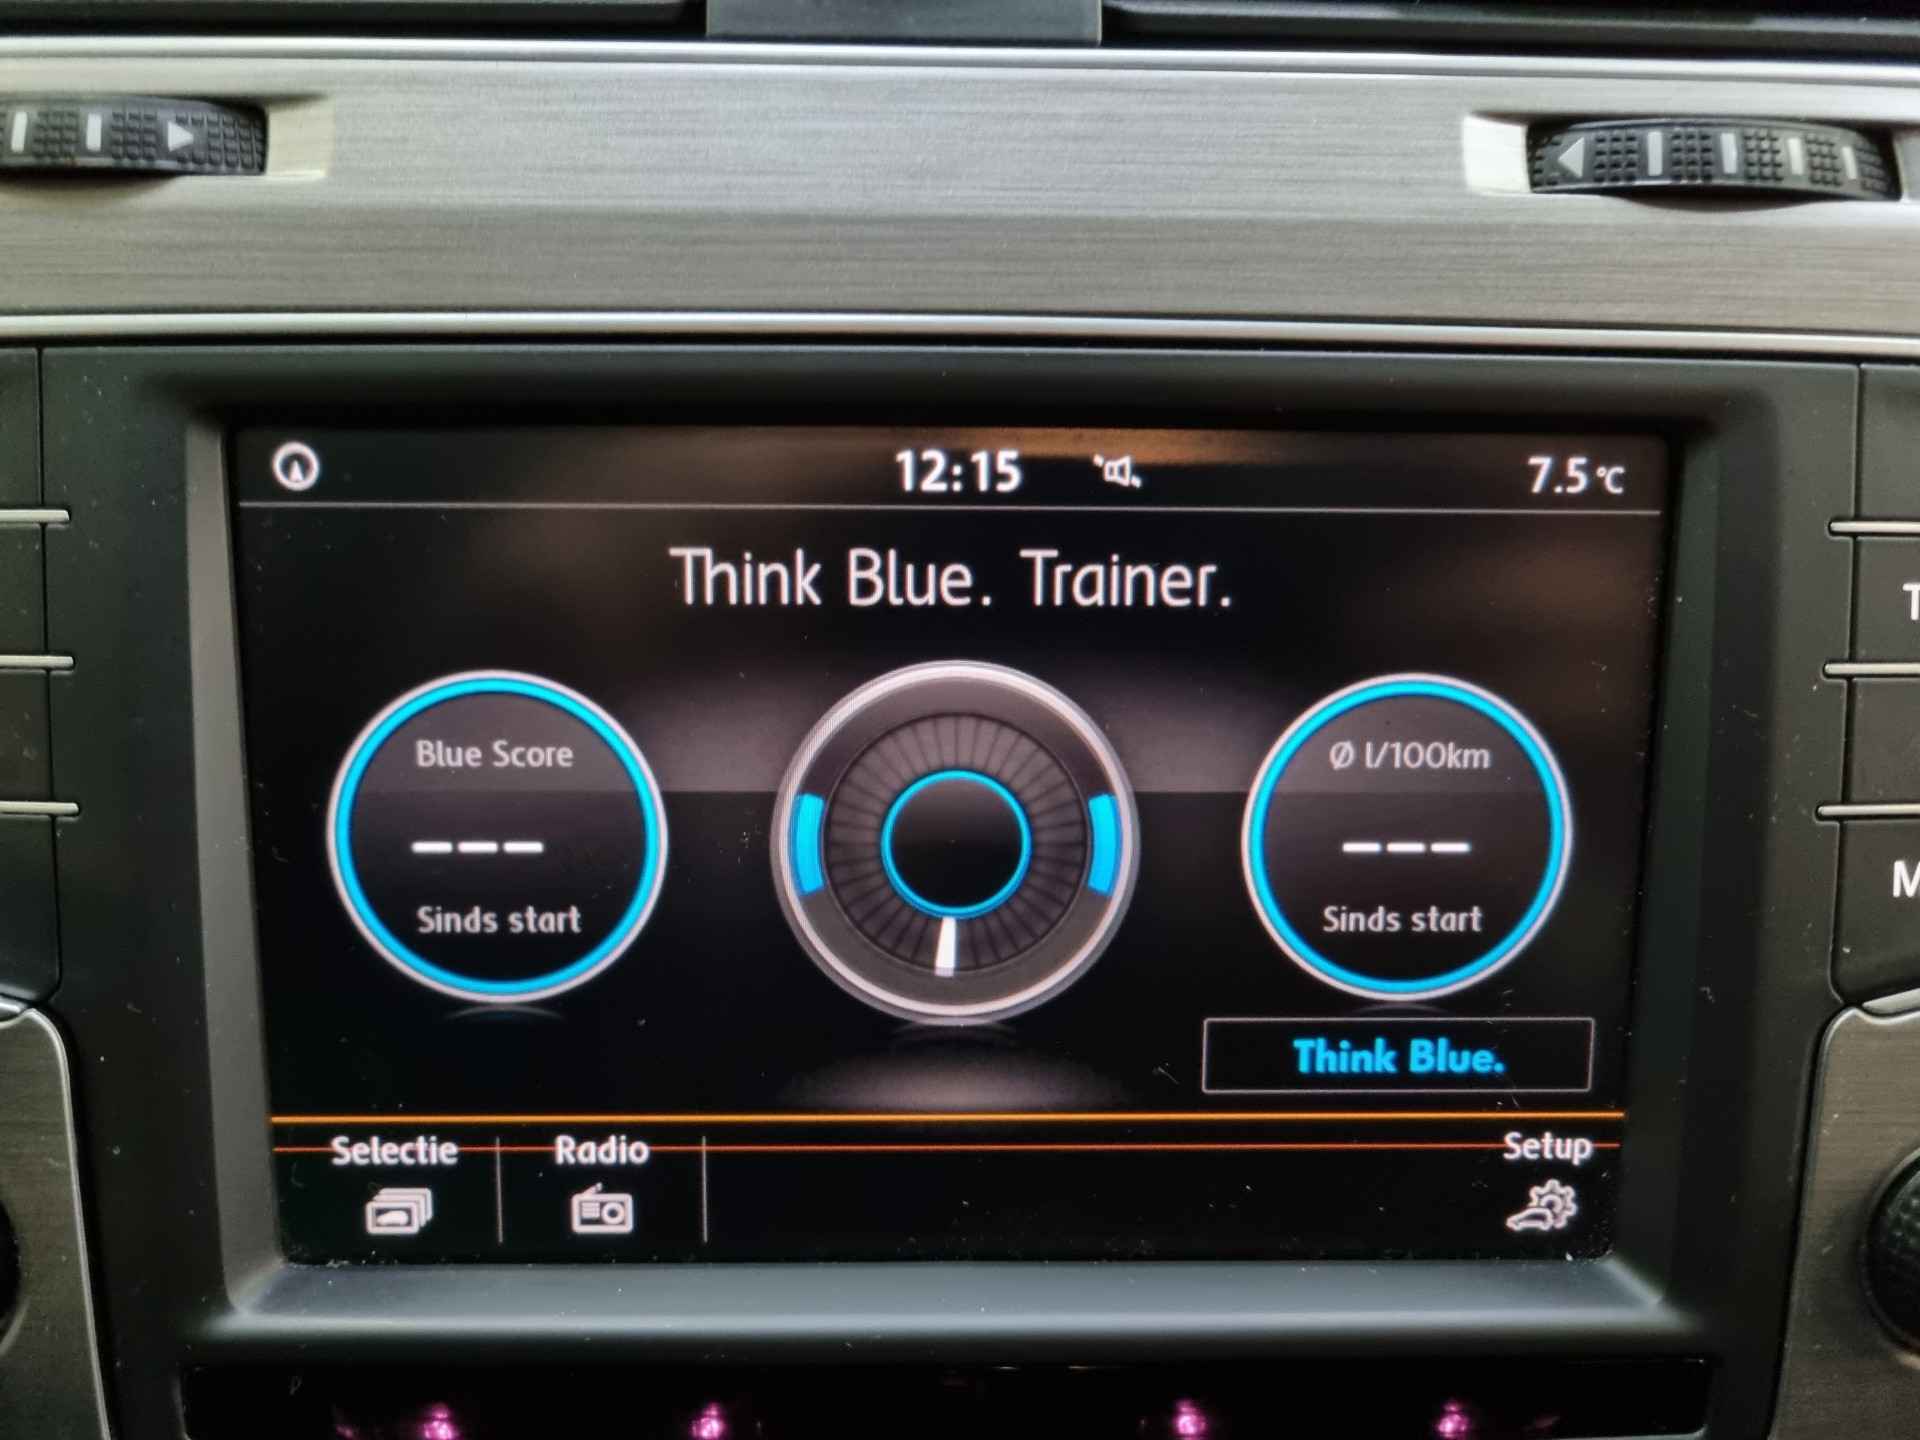 12:15
7.5 °C
Think Blue. Trainer.
Blue Score
---
Sinds start
Ø l/100km
---
Sinds start
Think Blue.
Selectie
Radio
Setup